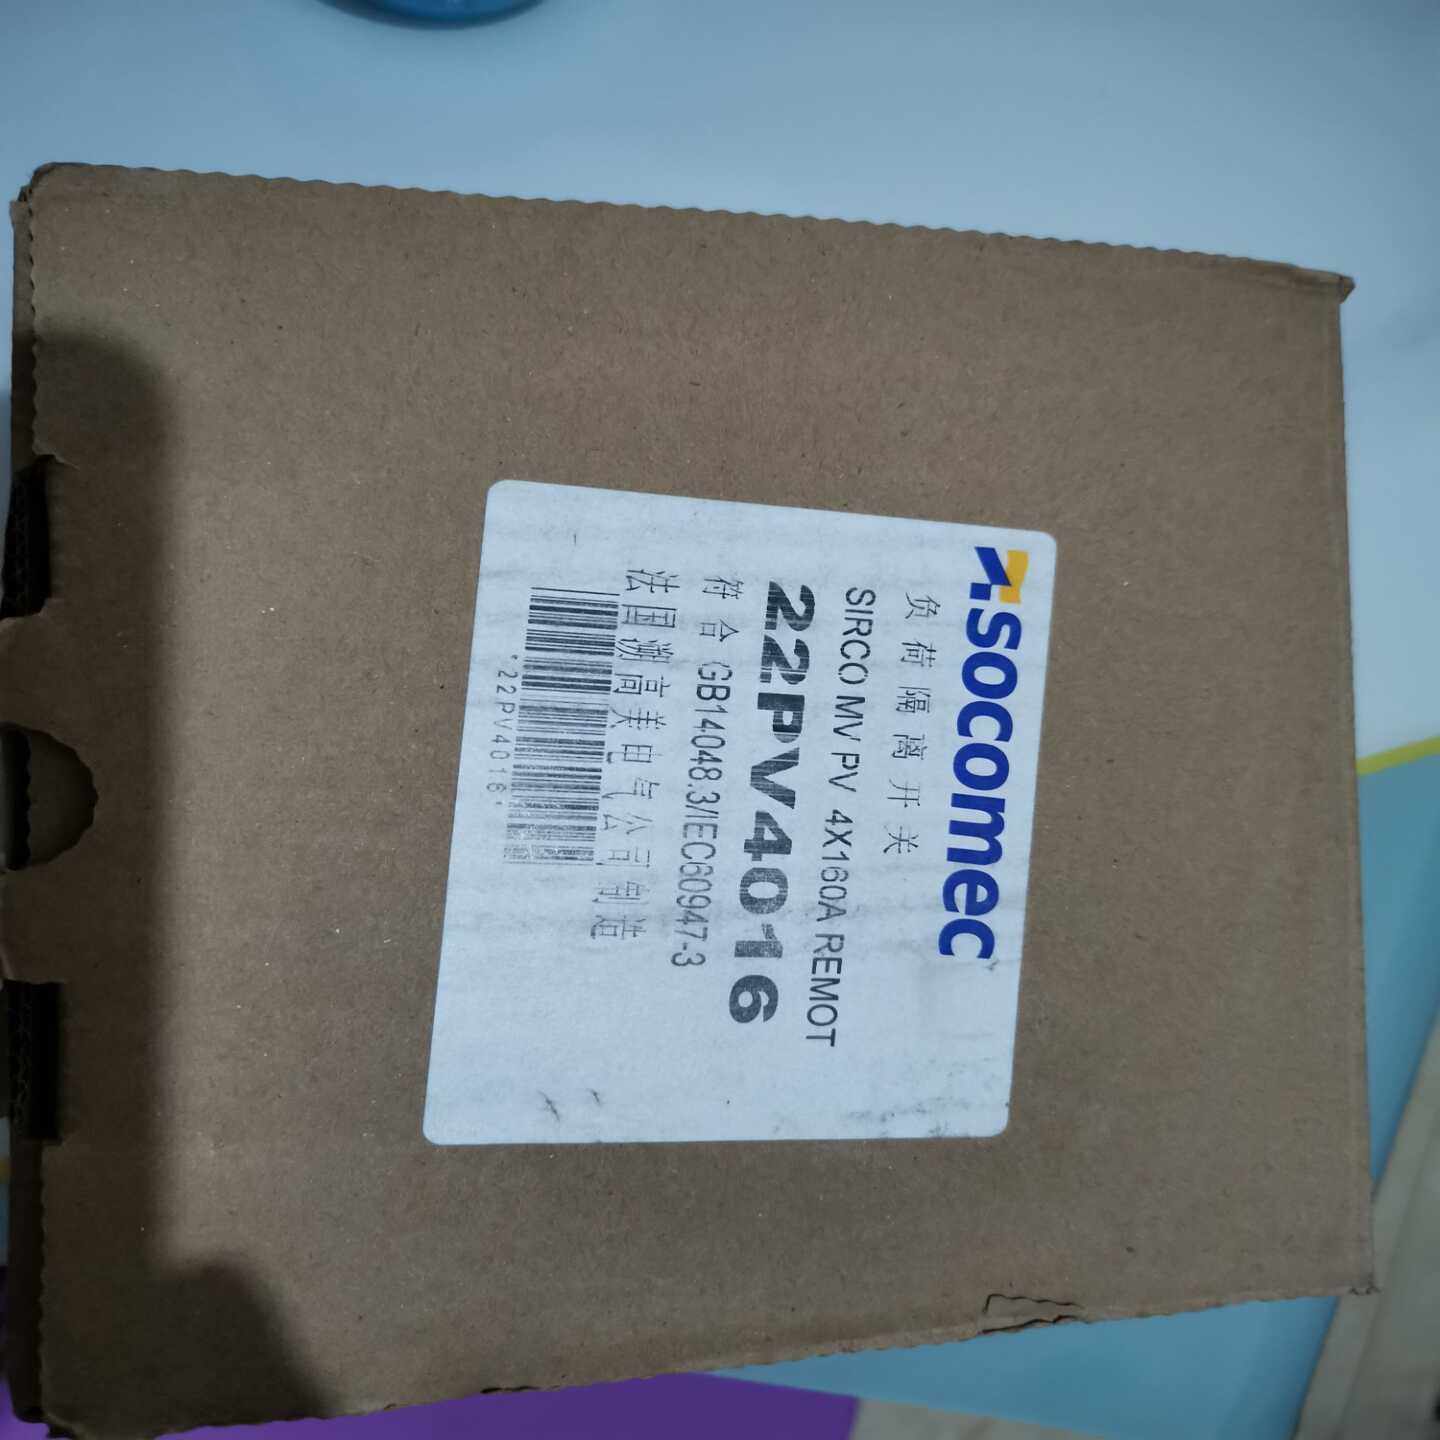 socomec
负荷隔离开关
SIRCO MV PV 4X160A REMOT
22PV4016
符合 GB14048.3/IEC60947-3
法国溯高美电气公司制造
*22PV4016*